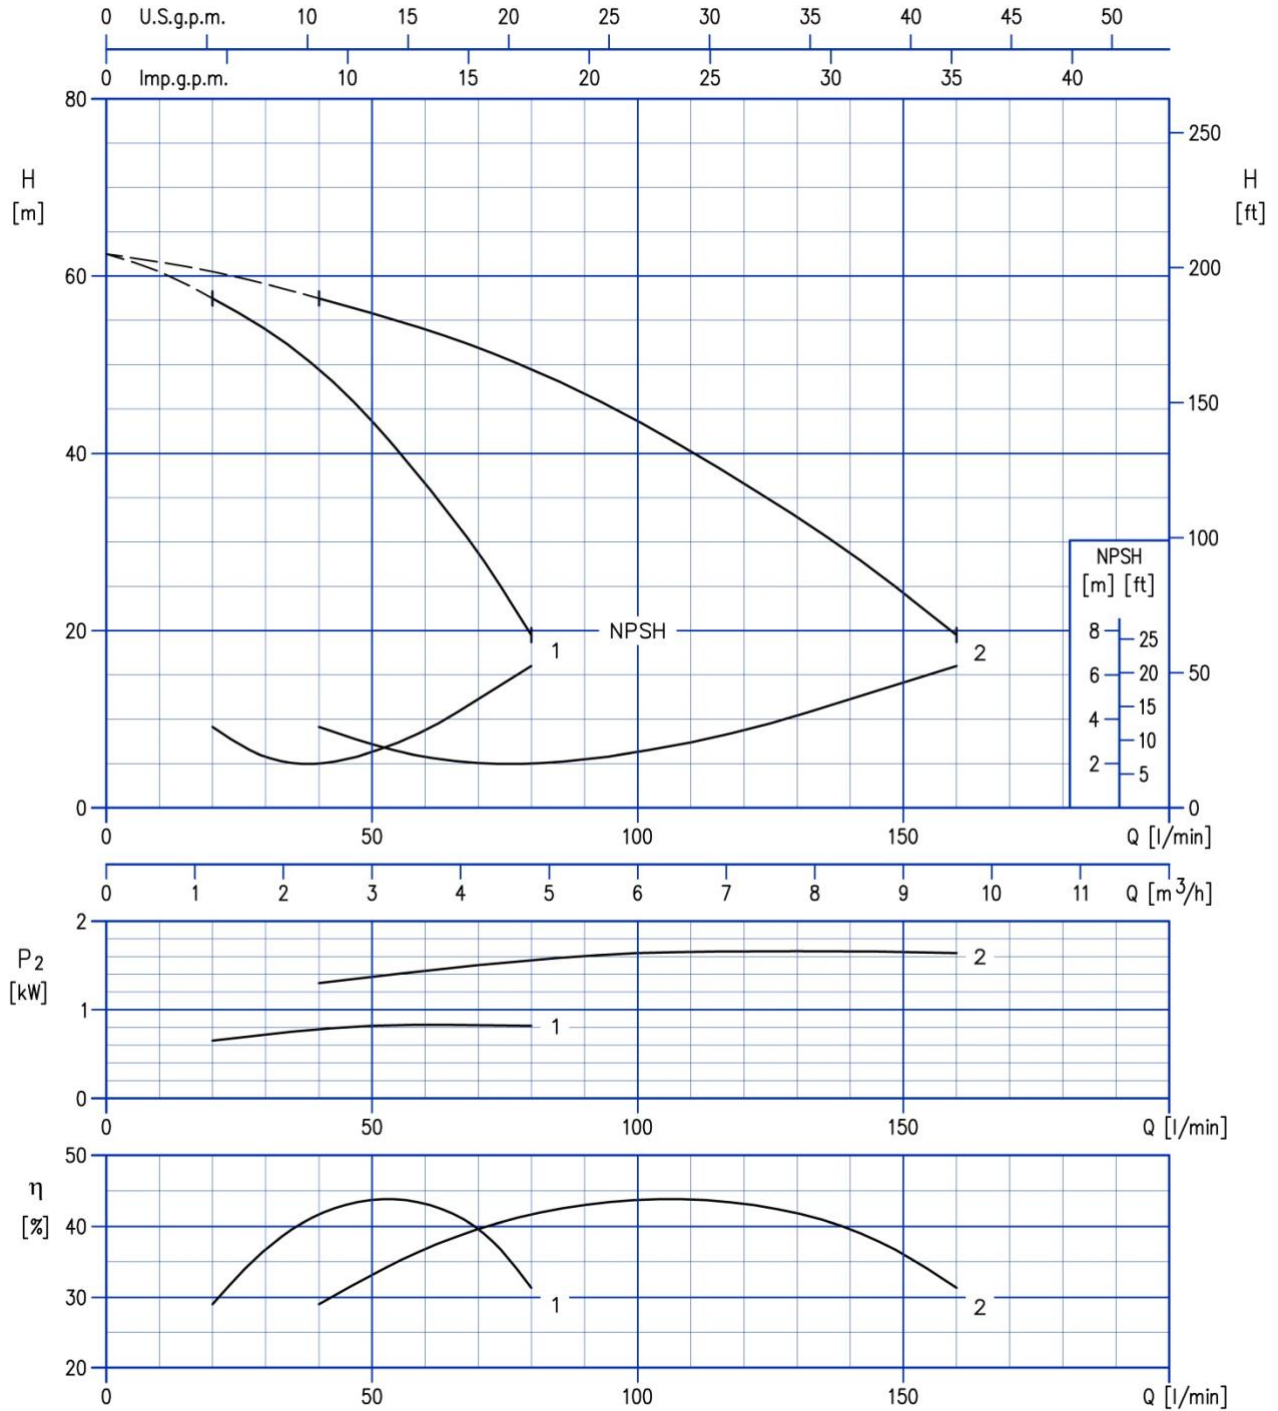 0 U.S.g.p.m. 10 15 20 25 30 35 40 45 50
0 Imp.g.p.m. 10 15 20 25 30 35 40
80
250
H
[m]
H
[ft]
60
200
150
40
100
NPSH
[m] [ft]
20
NPSH
1
2
8
25
6
20
50
15
4
10
2
5
0
0
0 50 100 150 Q [l/min]
0 1 2 3 4 5 6 7 8 9 10 11 Q [m³/h]
2
P2
[kW]
2
1
1
0
0 50 100 150 Q [l/min]
50
η
[%]
40
30
1
2
20
0 50 100 150 Q [l/min]